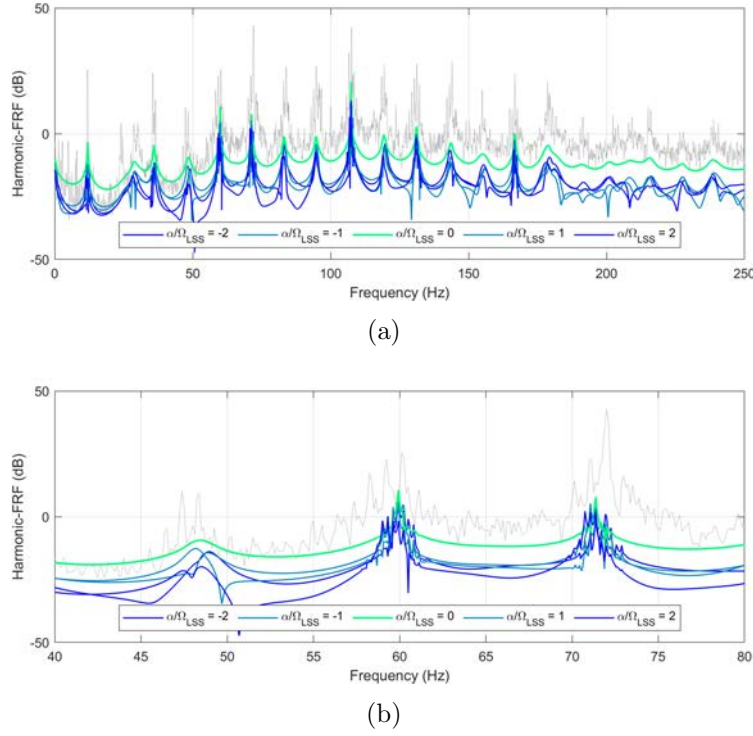 50
0
-50
Harmonic-FRF (dB)
α/Ω_LSS = -2 α/Ω_LSS = -1 α/Ω_LSS = 0 α/Ω_LSS = 1 α/Ω_LSS = 2
0 50 100 150 200 250
Frequency (Hz)
(a)
50
0
-50
Harmonic-FRF (dB)
α/Ω_LSS = -2 α/Ω_LSS = -1 α/Ω_LSS = 0 α/Ω_LSS = 1 α/Ω_LSS = 2
40 45 50 55 60 65 70 75 80
Frequency (Hz)
(b)